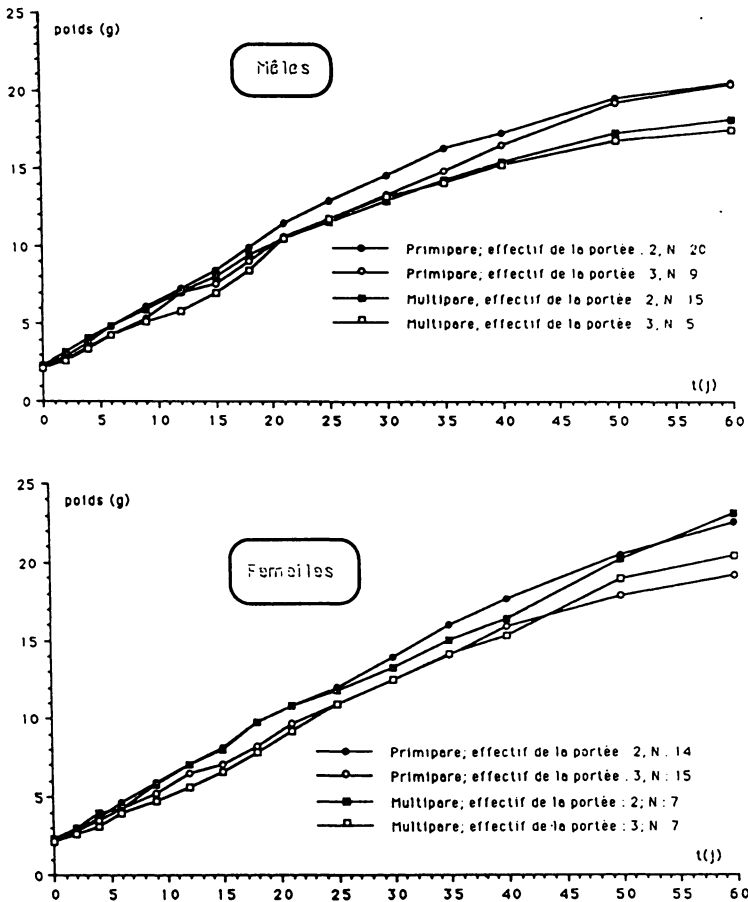 poids (g)
Mâles
25
20
15
10
5
0
Primipare; effectif de la portée . 2, N 20
Primipare; effectif de la portée 3, N 9
Multipare, effectif de la portée 2, N 15
Multipare, effectif de la portée 3, N 5
t(j)
0 5 10 15 20 25 30 35 40 45 50 55 60
poids (g)
Femelles
25
20
15
10
5
0
Primipare; effectif de la portée 2, N . 14
Primipare; effectif de la portée . 3, N : 15
Multipare; effectif de la portée : 2; N : 7
Multipare; effectif de la portée : 3; N 7
t(j)
0 5 10 15 20 25 30 35 40 45 50 55 60